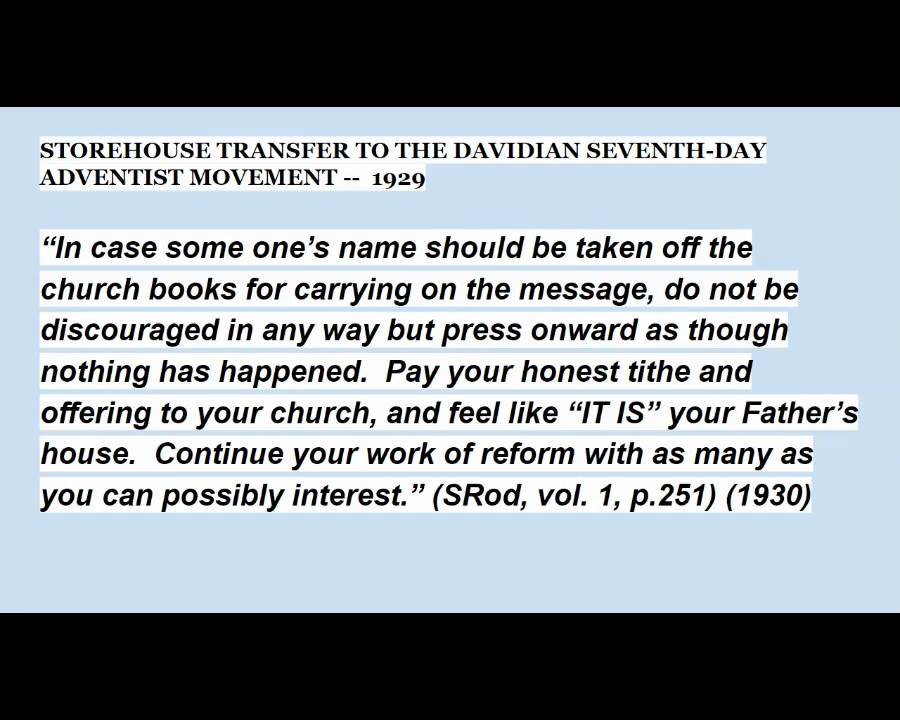 STOREHOUSE TRANSFER TO THE DAVIDIAN SEVENTH-DAY
ADVENTIST MOVEMENT -- 1929
“In case some one’s name should be taken off the
church books for carrying on the message, do not be
discouraged in any way but press onward as though
nothing has happened.  Pay your honest tithe and
offering to your church, and feel like “IT IS” your Father’s
house.  Continue your work of reform with as many as
you can possibly interest.” (SRod, vol. 1, p.251) (1930)